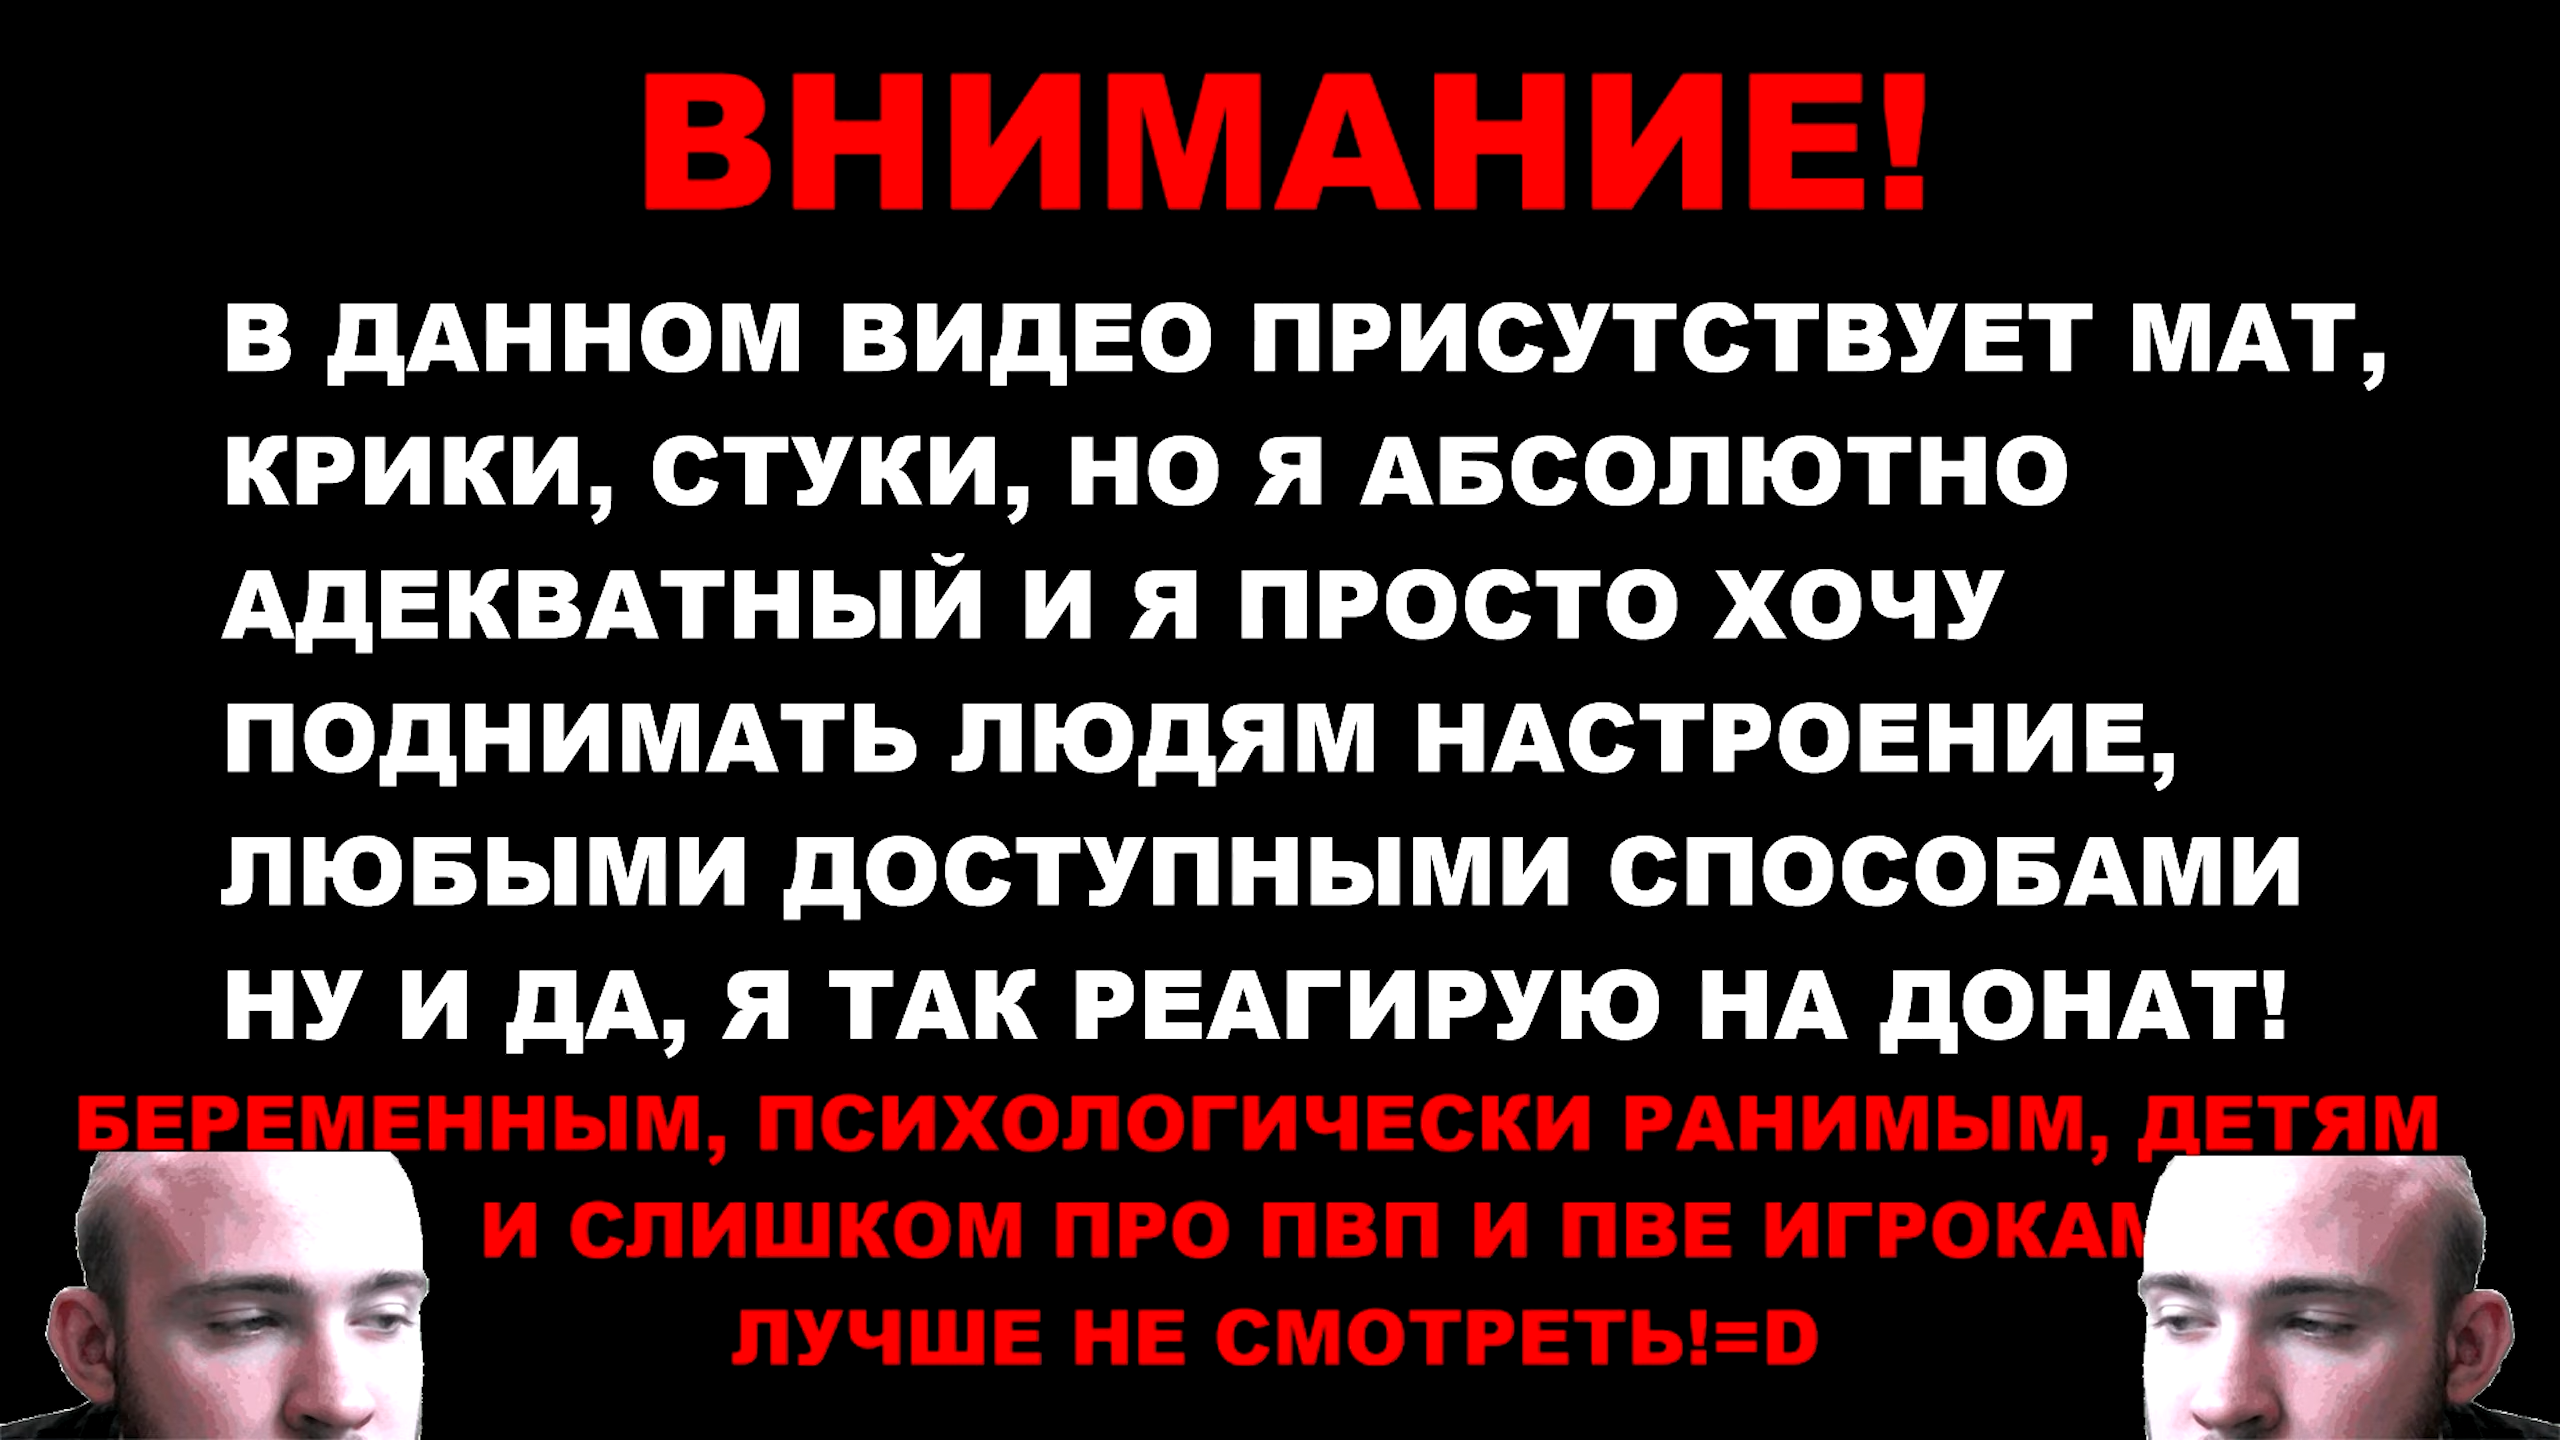 ВНИМАНИЕ!
В ДАННОМ ВИДЕО ПРИСУТСТВУЕТ МАТ,
КРИКИ, СТУКИ, НО Я АБСОЛЮТНО
АДЕКВАТНЫЙ И Я ПРОСТО ХОЧУ
ПОДНИМАТЬ ЛЮДЯМ НАСТРОЕНИЕ,
ЛЮБЫМИ ДОСТУПНЫМИ СПОСОБАМИ
НУ И ДА, Я ТАК РЕАГИРУЮ НА ДОНАТ!
БЕРЕМЕННЫМ, ПСИХОЛОГИЧЕСКИ РАНИМЫМ, ДЕТЯМ
И СЛИШКОМ ПРО ПВП И ПВЕ ИГРОКАМ
ЛУЧШЕ НЕ СМОТРЕТЬ!=D